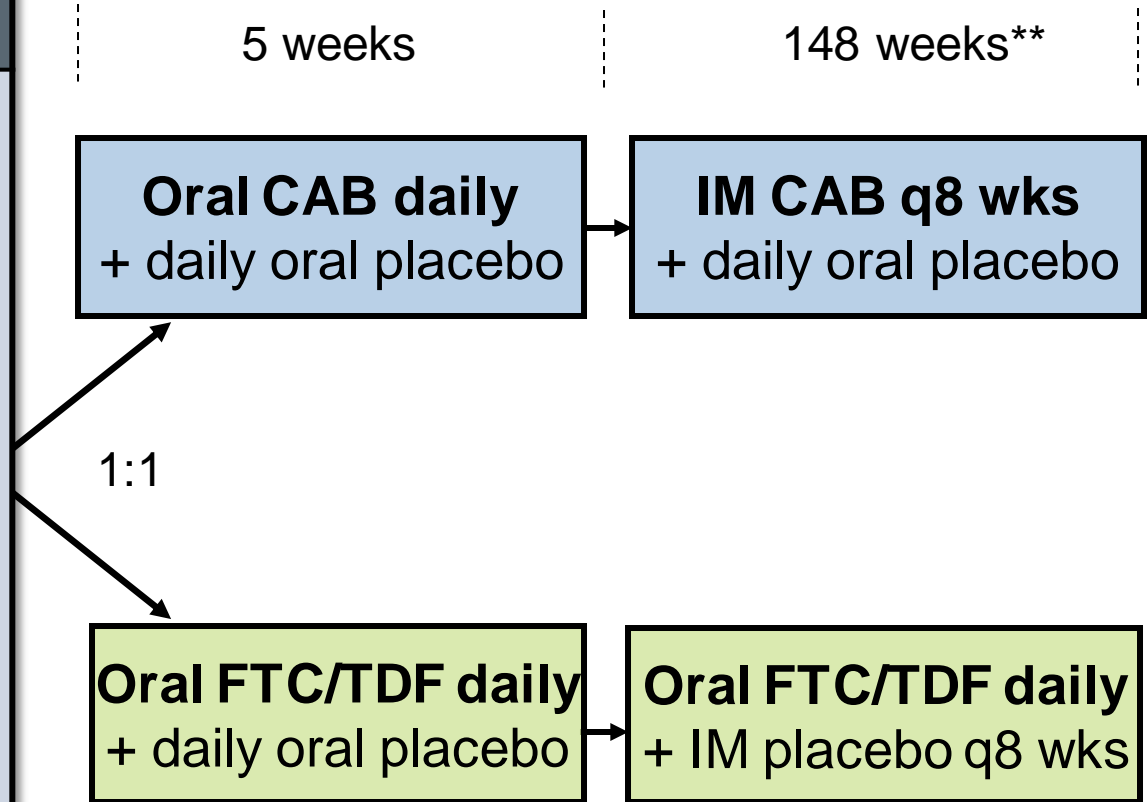 5 weeks
148 weeks**
Oral CAB daily
+ daily oral placebo
IM CAB q8 wks
+ daily oral placebo
1:1
Oral FTC/TDF daily
+ daily oral placebo
Oral FTC/TDF daily
+ IM placebo q8 wks